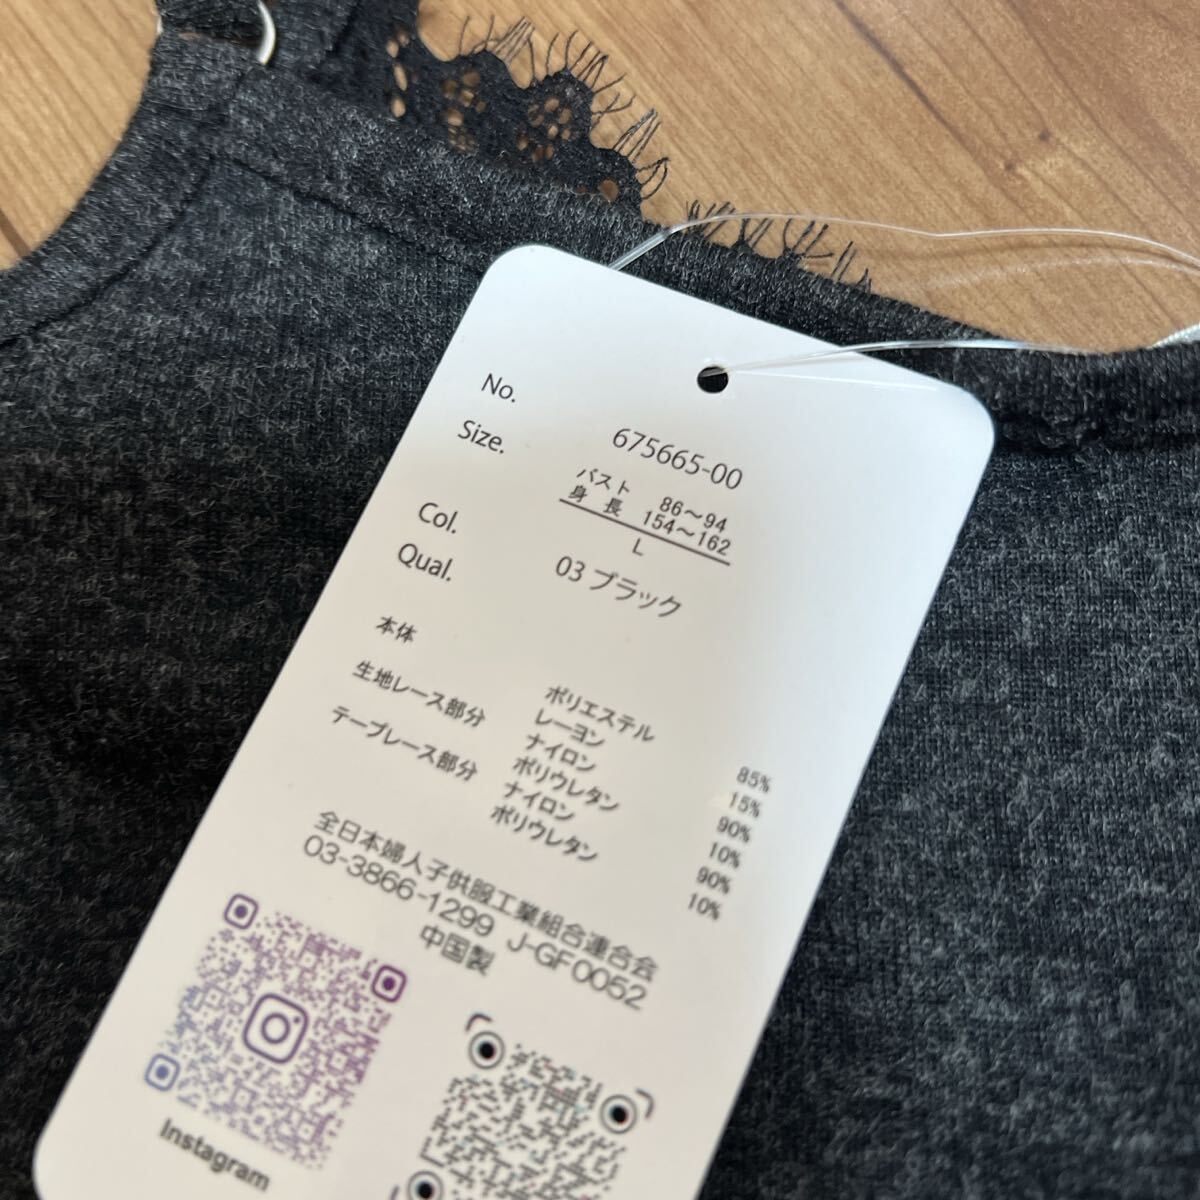 No. 675665-00
Size. バスト 86～94
身 長 154～162
L
Col. 03 ブラック
Qual.
本体 ポリエステル 85%
レーヨン 15%
生地レース部分 ナイロン 90%
ポリウレタン 10%
テープレース部分 ナイロン 90%
ポリウレタン 10%
全日本婦人子供服工業組合連合会
03-3866-1299 J-GF0052
中国製
Instagram